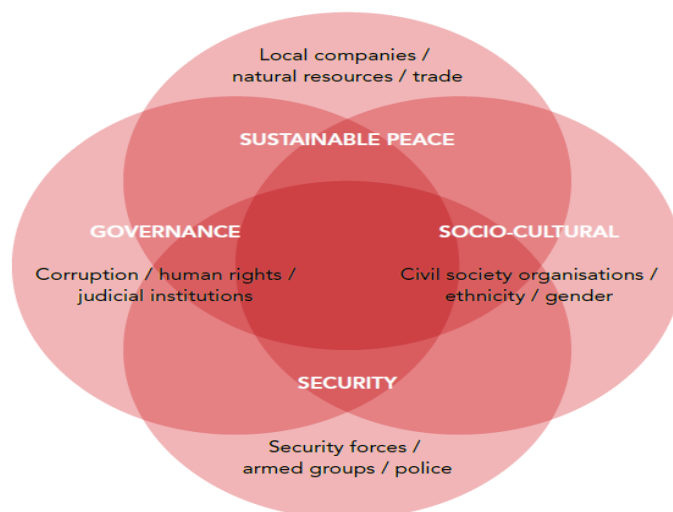 Local companies /
natural resources / trade
SUSTAINABLE PEACE
GOVERNANCE
Corruption / human rights /
judicial institutions
SOCIO-CULTURAL
Civil society organisations /
ethnicity / gender
SECURITY
Security forces /
armed groups / police